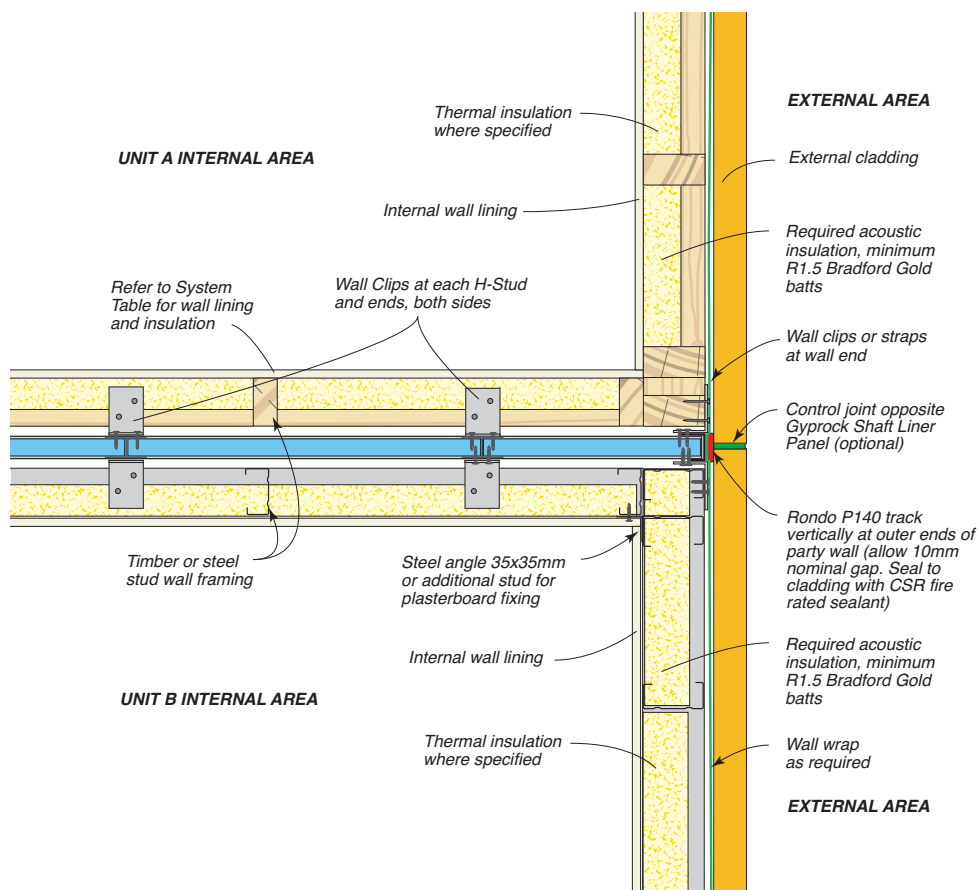 EXTERNAL AREA
Thermal insulation
where specified
UNIT A INTERNAL AREA
External cladding
Internal wall lining
Required acoustic
insulation, minimum
R1.5 Bradford Gold
batts
Refer to System
Table for wall lining
and insulation
Wall Clips at each H-Stud
and ends, both sides
Wall clips or straps
at wall end
Control joint opposite
Gyprock Shaft Liner
Panel (optional)
Rondo P140 track
vertically at outer ends of
party wall (allow 10mm
nominal gap. Seal to
cladding with CSR fire
rated sealant)
Timber or steel
stud wall framing
Steel angle 35x35mm
or additional stud for
plasterboard fixing
Internal wall lining
Required acoustic
insulation, minimum
R1.5 Bradford Gold
batts
UNIT B INTERNAL AREA
Thermal insulation
where specified
Wall wrap
as required
EXTERNAL AREA